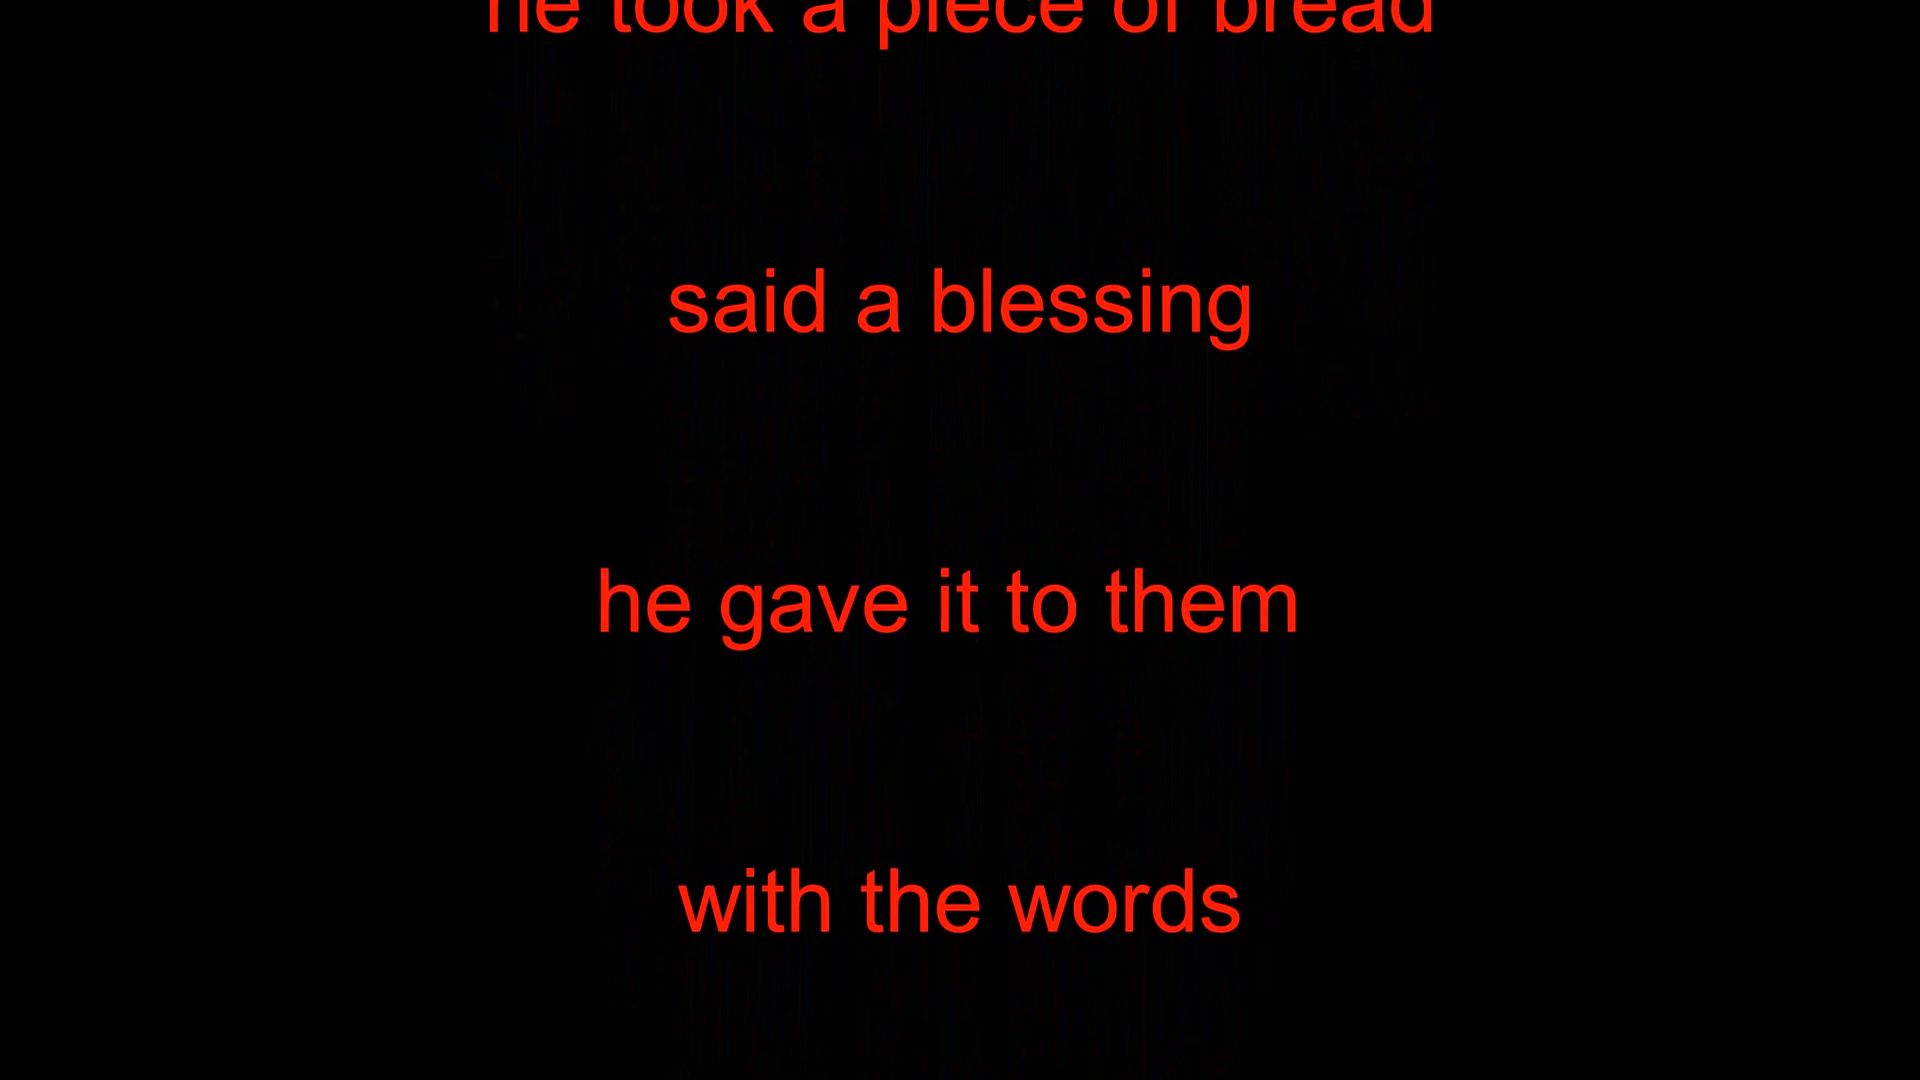 he took a piece of bread
said a blessing
he gave it to them
with the words